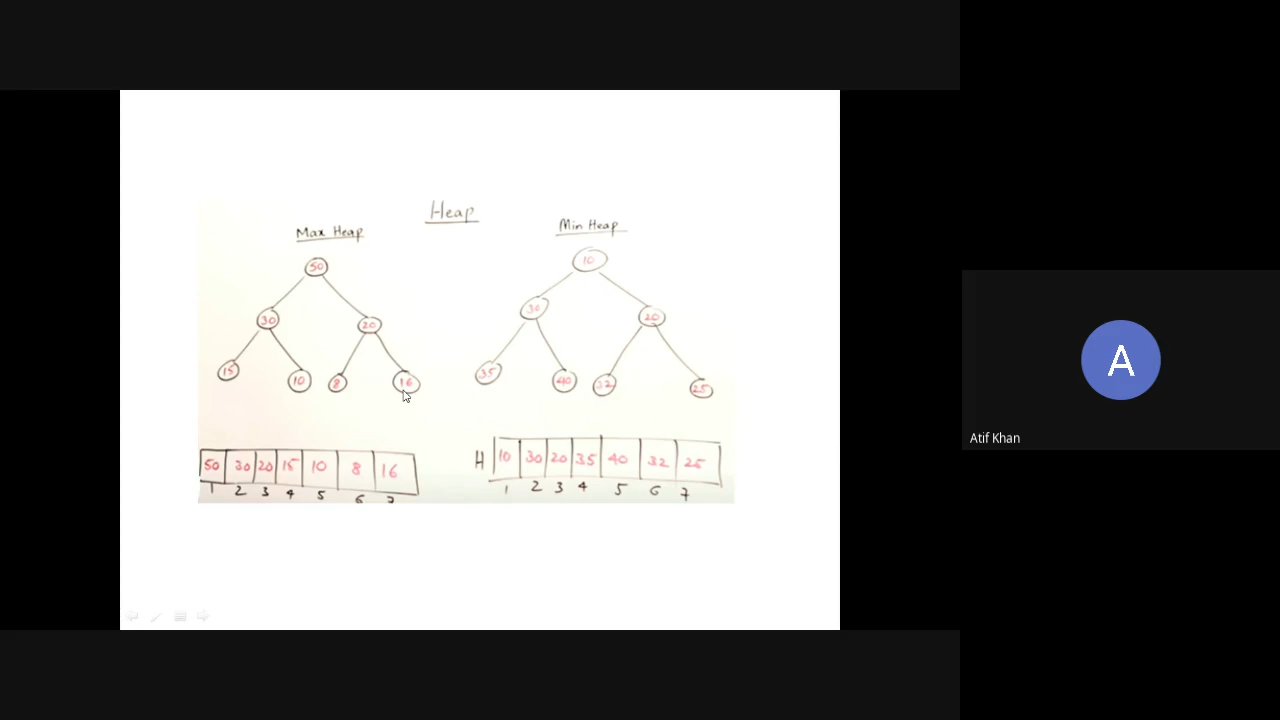 Heap
Max Heap
Min Heap
50
10
30
20
30
20
15
10
8
16
35
40
32
25
50 30 20 15 10 8 16
1 2 3 4 5 6 7
H 10 30 20 35 40 32 25
1 2 3 4 5 6 7
A
Atif Khan